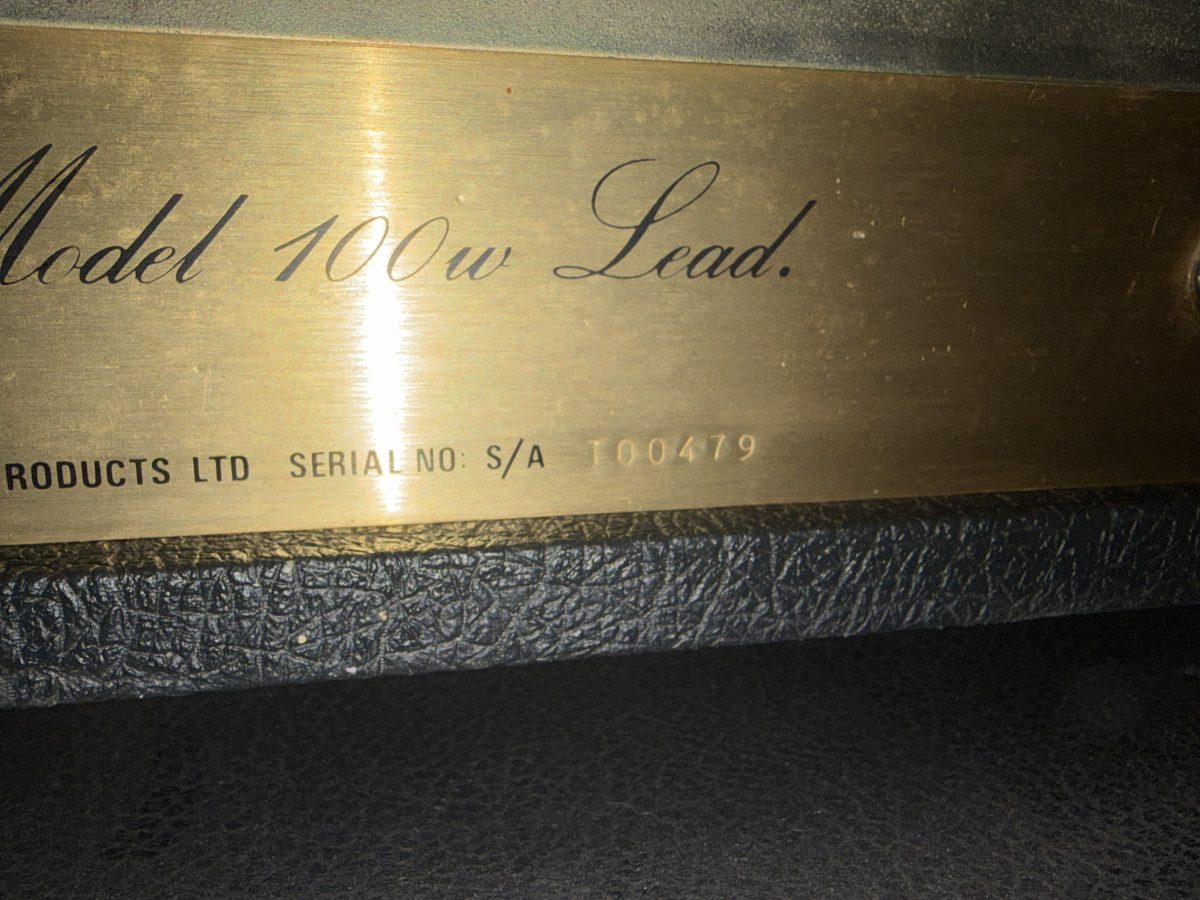 Model 100w Lead.
RODUCTS LTD SERIAL NO: S/A T00479